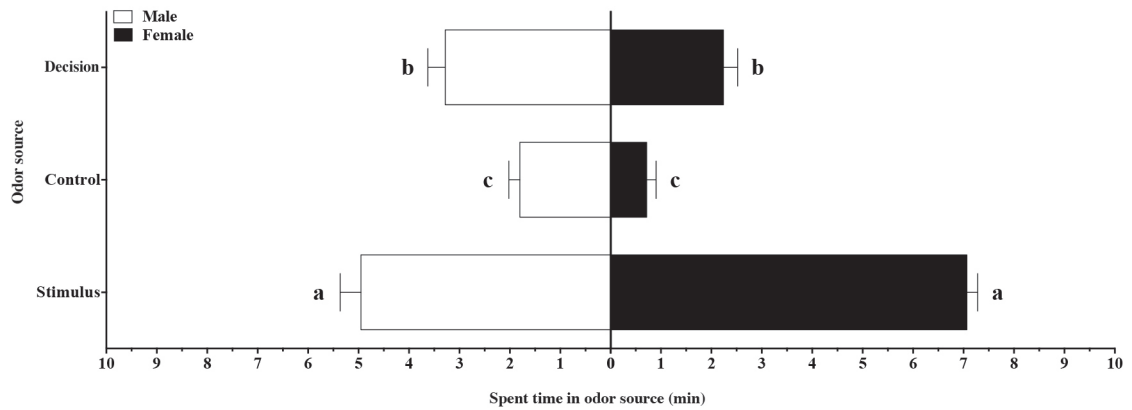 Male
Female
Decision
b
b
Control
c
c
Stimulus
a
a
10 9 8 7 6 5 4 3 2 1 0 1 2 3 4 5 6 7 8 9 10
Odor source
Spent time in odor source (min)